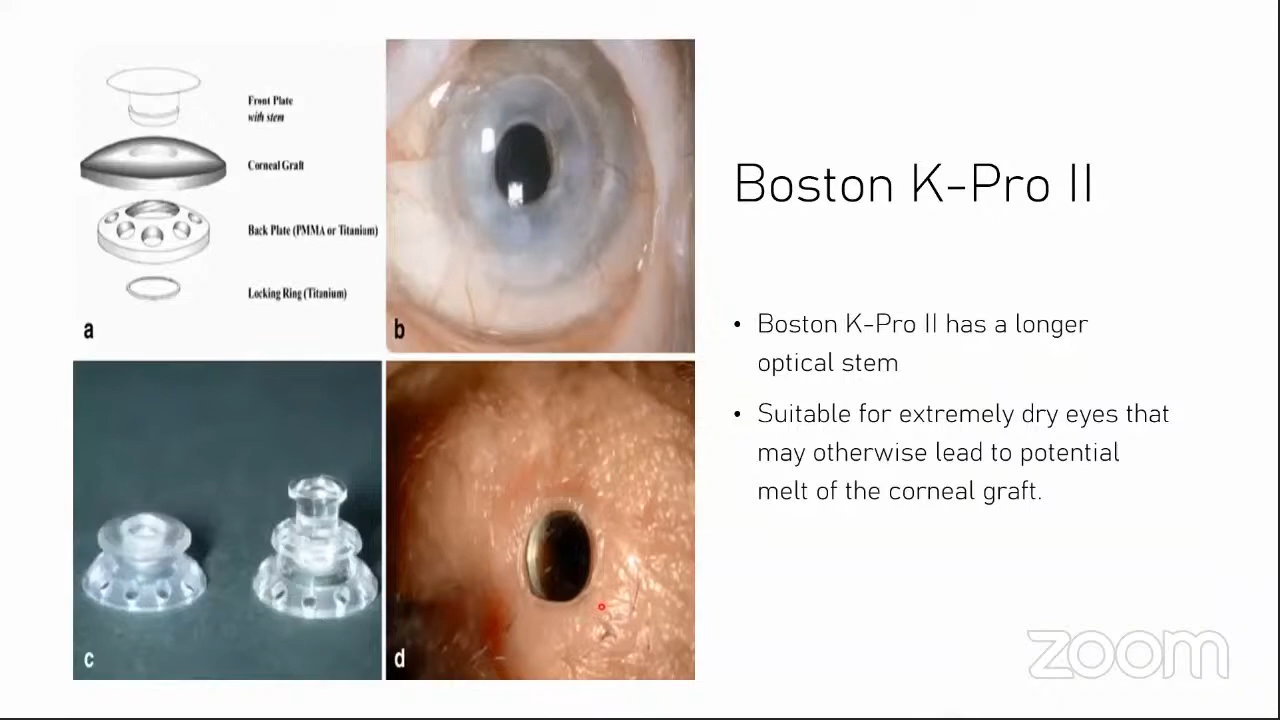 Front Plate
with stem
Corneal Graft
Back Plate (PMMA or Titanium)
Locking Ring (Titanium)
a
b
c
d
Boston K-Pro II
• Boston K-Pro II has a longer
optical stem
• Suitable for extremely dry eyes that
may otherwise lead to potential
melt of the corneal graft.
zoom